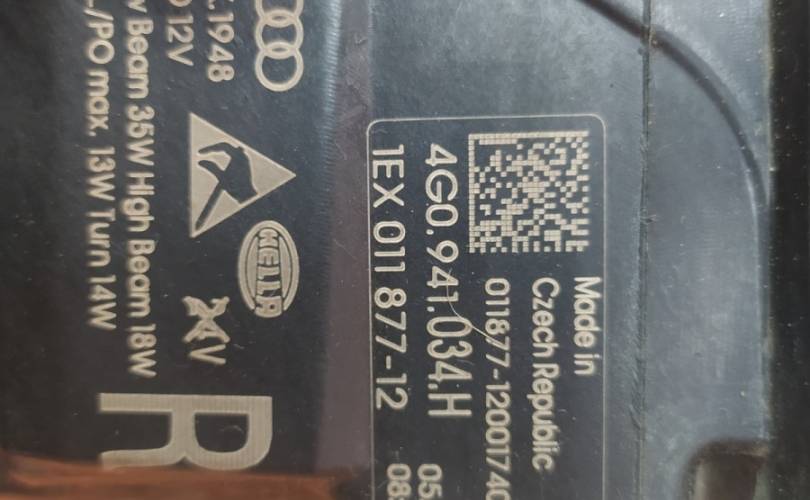 Made in
Czech Republic
011877-12000174
4G0.941.034.H 05
1EX 011 877-12 08
.1948
12V
Beam 35W High Beam 18W
L/PO max. 13W Turn 14W
HELLA
V
R